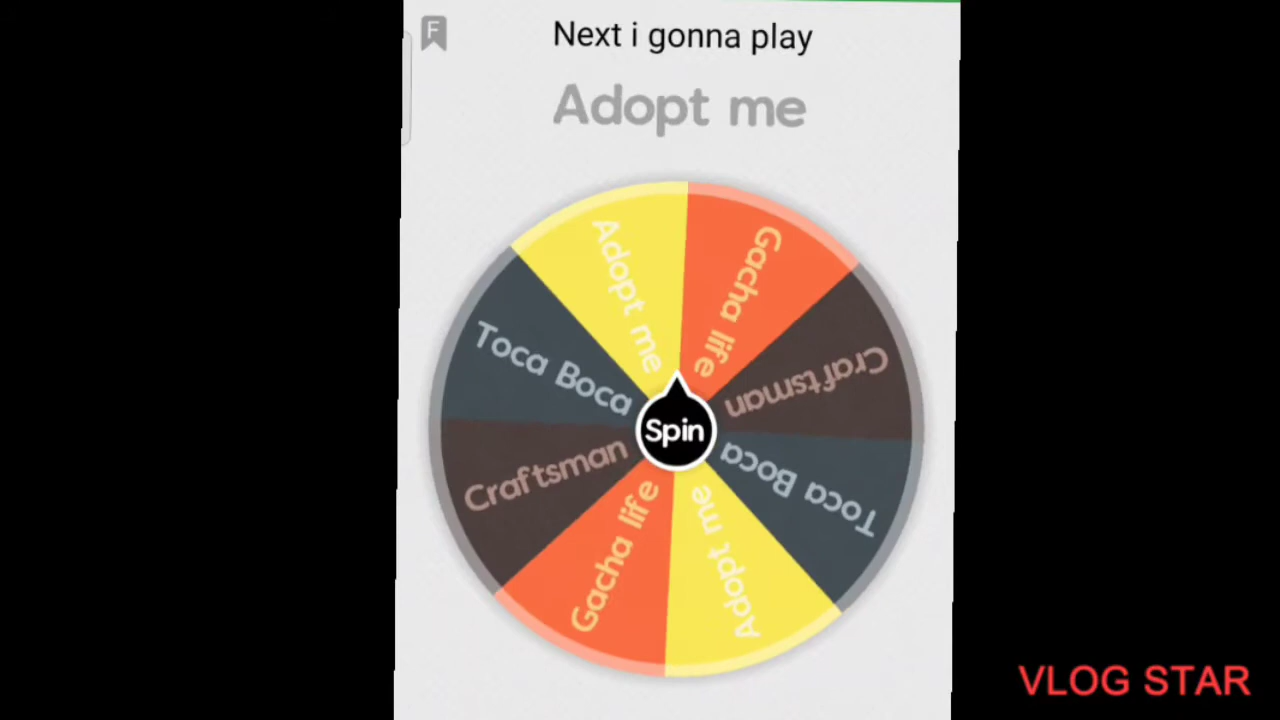 F
Next i gonna play
Adopt me
Adopt me
Gacha life
Toca Boca
Craftsman
Spin
Craftsman
Toca Boca
Gacha life
Adopt me
VLOG STAR